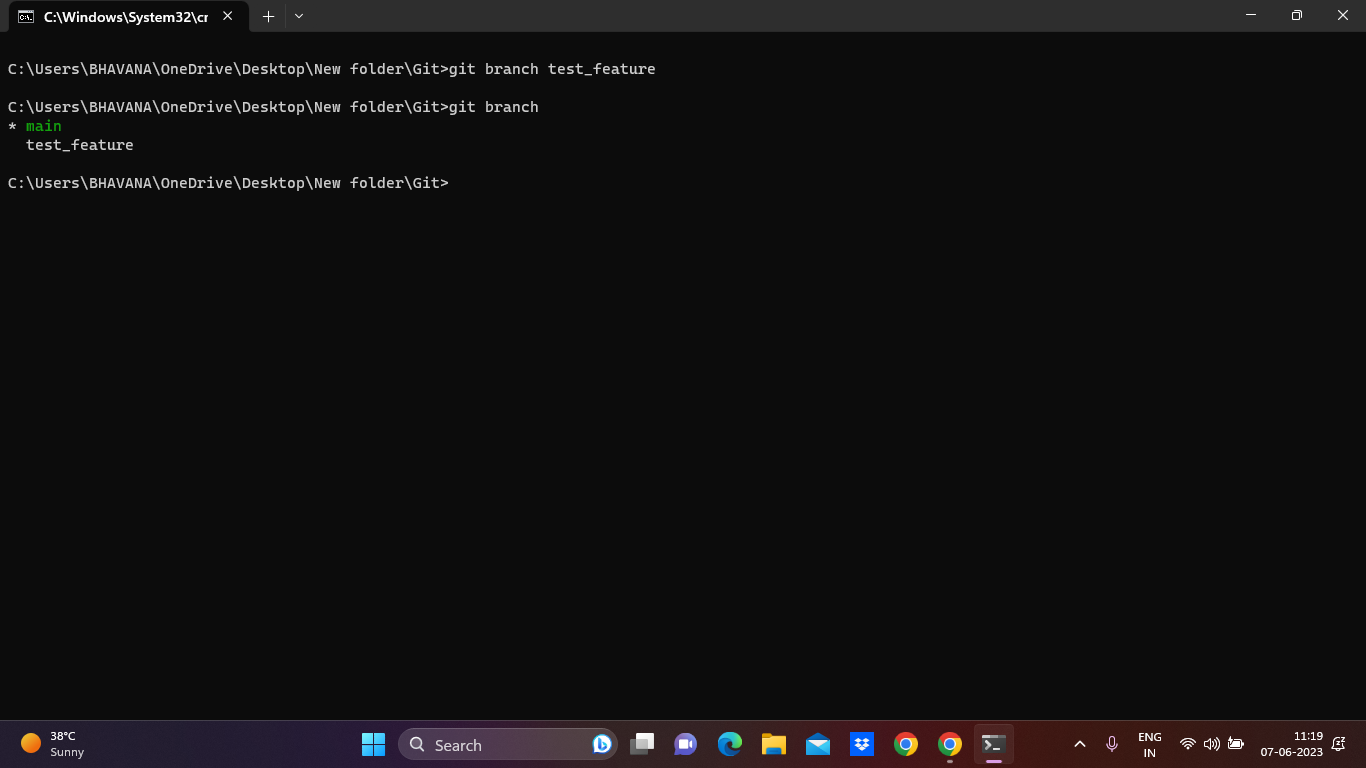 C:\Windows\System32\cr
C:\Users\BHAVANA\OneDrive\Desktop\New folder\Git>git branch test_feature
C:\Users\BHAVANA\OneDrive\Desktop\New folder\Git>git branch
* main
test_feature
C:\Users\BHAVANA\OneDrive\Desktop\New folder\Git>
38°C
Sunny
Search
ENG
IN
11:19
07-06-2023